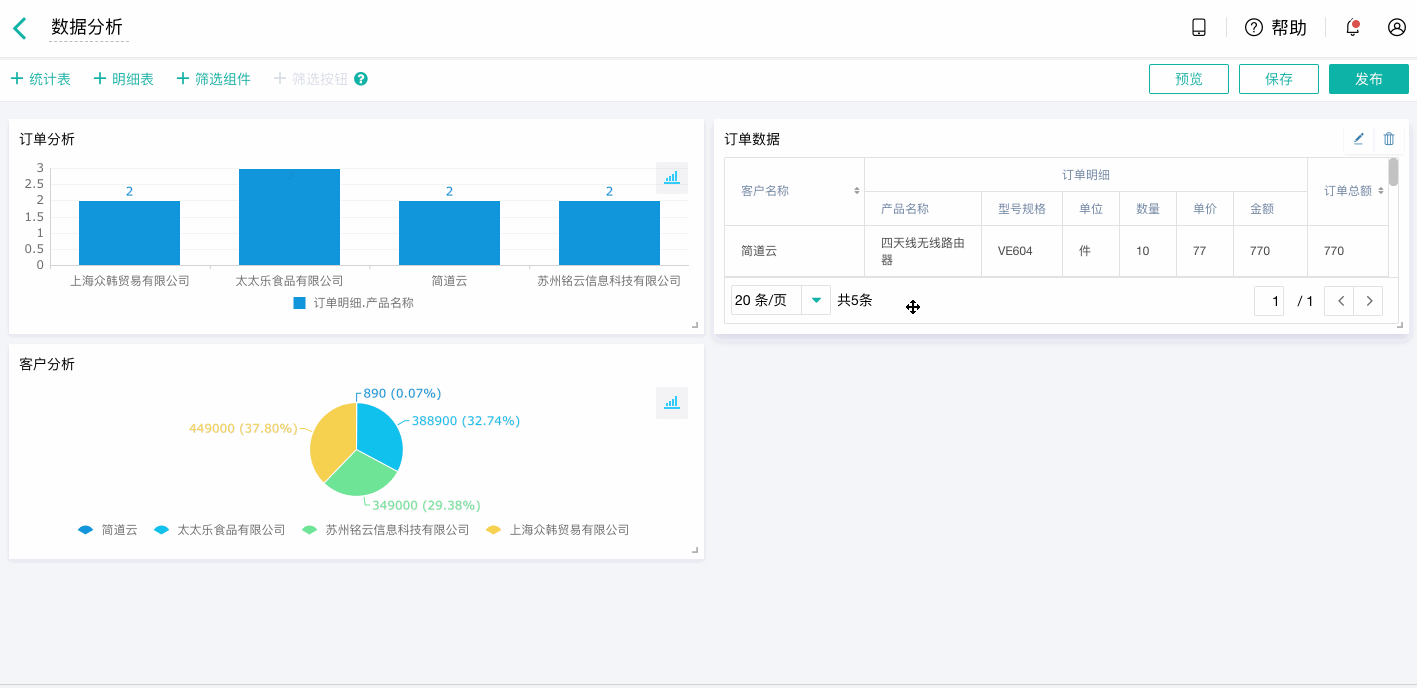 数据分析
帮助
统计表 明细表 筛选组件 筛选按钮 ?
预览 保存 发布
订单分析
3
2.5
2
1.5
1
0.5
0
2 2 2
上海众韩贸易有限公司 太太乐食品有限公司 简道云 苏州铭云信息科技有限公司
订单明细.产品名称
订单数据
客户名称 订单明细 订单总额
产品名称 型号规格 单位 数量 单价 金额
简道云 四天线无线路由器 VE604 件 10 77 770 770
20 条/页 共5条 1 / 1
客户分析
890 (0.07%)
388900 (32.74%)
449000 (37.80%)
349000 (29.38%)
简道云 太太乐食品有限公司 苏州铭云信息科技有限公司 上海众韩贸易有限公司